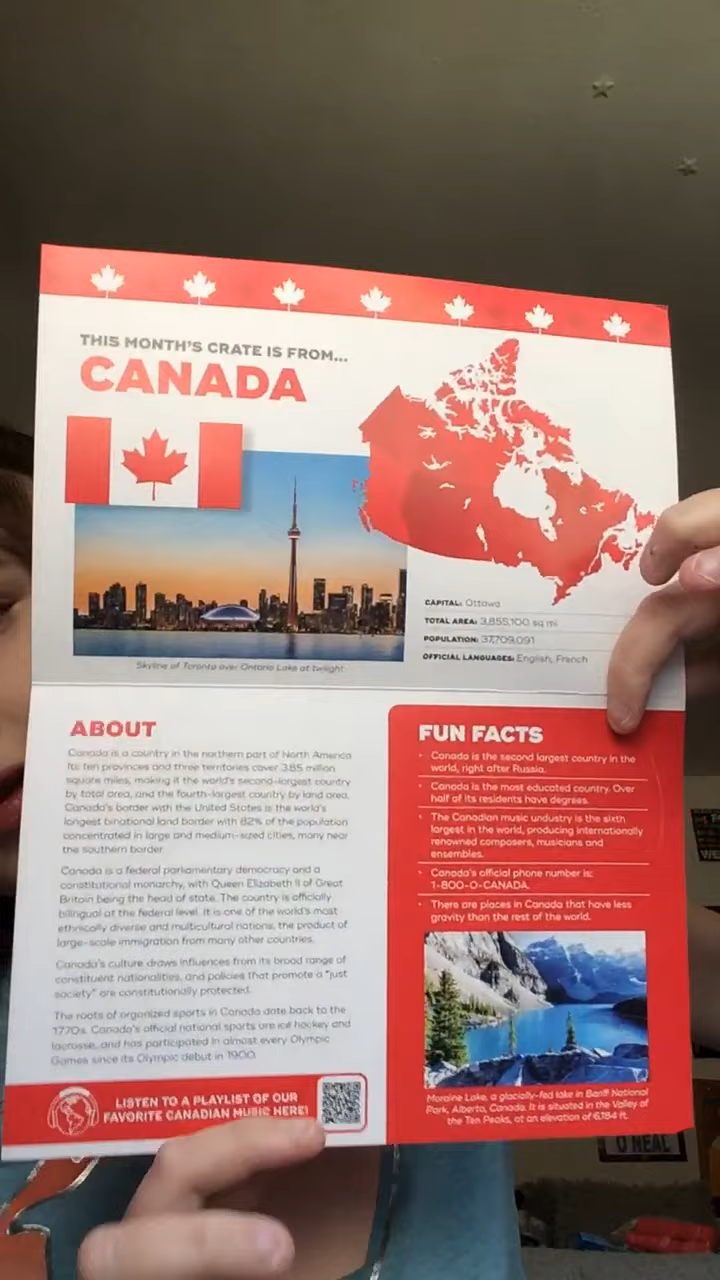 THIS MONTH'S CRATE IS FROM...
CANADA
Skyline of Toronto over Ontario Lake at twilight
CAPITAL: Ottawa
TOTAL AREA: 3,855,100 sq mi
POPULATION: 37,709,091
OFFICIAL LANGUAGES: English, French
ABOUT
Canada is a country in the northern part of North America.
Its ten provinces and three territories cover 3.85 million
square miles, making it the world's second-largest country
by total area, and the fourth-largest country by land area.
Canada's border with the United States is the world's
longest binational land border with 82% of the population
concentrated in large and medium-sized cities, many near
the southern border.
Canada is a federal parliamentary democracy and a
constitutional monarchy, with Queen Elizabeth II of Great
Britain being the head of state. The country is officially
bilingual at the federal level. It is one of the world's most
ethnically diverse and multicultural nations, the product of
large-scale immigration from many other countries.
Canada's culture draws influences from its broad range of
constituent nationalities, and policies that promote a "just
society" are constitutionally protected.
The roots of organized sports in Canada date back to the
1770s. Canada's official national sports are ice hockey and
lacrosse, and has participated in almost every Olympic
Games since its Olympic debut in 1900.
LISTEN TO A PLAYLIST OF OUR
FAVORITE CANADIAN MUSIC HERE!
FUN FACTS
• Canada is the second largest country in the
world, right after Russia.
• Canada is the most educated country. Over
half of its residents have degrees.
• The Canadian music undustry is the sixth
largest in the world, producing internationally
renowned composers, musicians and
ensembles.
• Canada's official phone number is:
1-800-O-CANADA.
• There are places in Canada that have less
gravity than the rest of the world.
Moraine Lake, a glacially-fed lake in Banff National
Park, Alberta, Canada. It is situated in the Valley of
the Ten Peaks, at an elevation of 6,184 ft.
O'NEAL